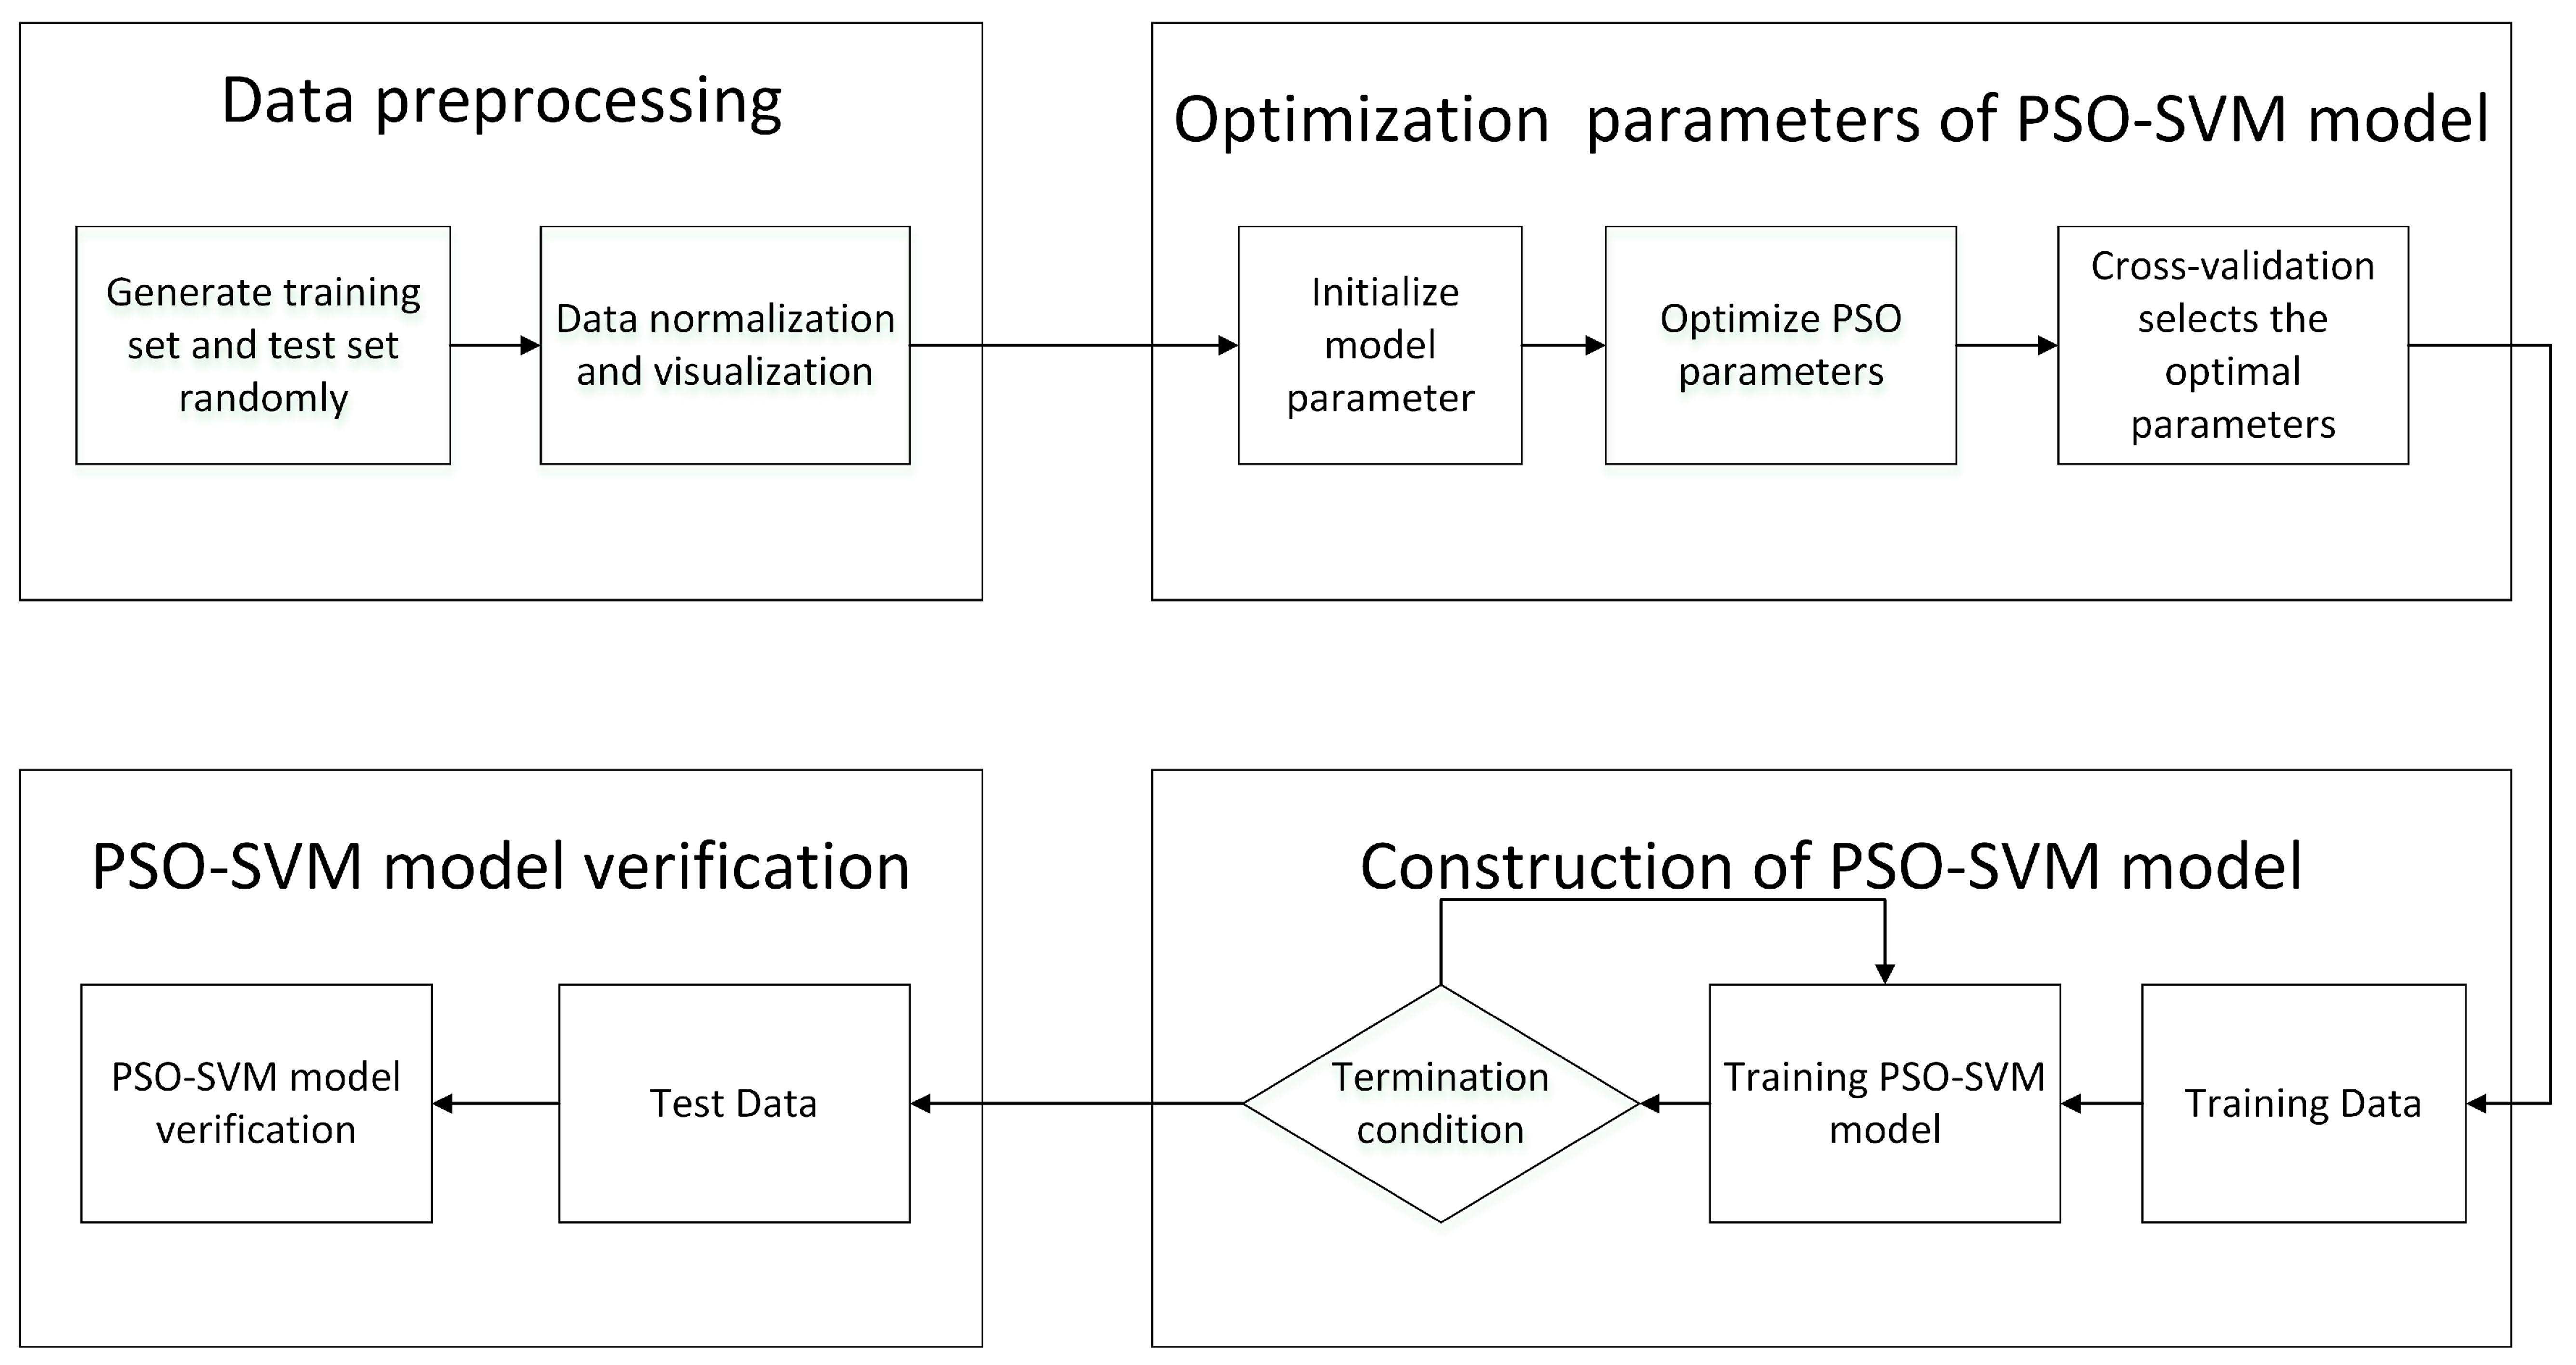 Data preprocessing
Generate training
set and test set
randomly
Data normalization
and visualization
Optimization parameters of PSO-SVM model
Initialize
model
parameter
Optimize PSO
parameters
Cross-validation
selects the
optimal
parameters
PSO-SVM model verification
PSO-SVM model
verification
Test Data
Construction of PSO-SVM model
Termination
condition
Training PSO-SVM
model
Training Data